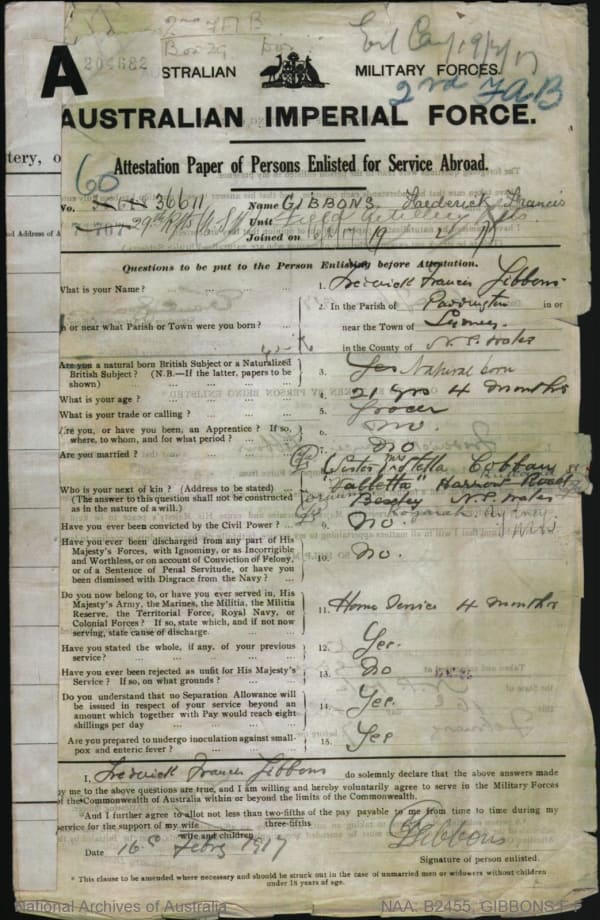 2nd FAB
Box 29
204682
Ent Coy 19/2/17
A
AUSTRALIAN MILITARY FORCES.
2nd FAB
AUSTRALIAN IMPERIAL FORCE.
tery, o
Attestation Paper of Persons Enlisted for Service Abroad.
60
No. 36611 Name GIBBONS. Frederick Francis
nd Address of A
Unit Field Artillery
Joined on
Questions to be put to the Person Enlisting before Attestation.
What is your Name? ... 1. Frederick Francis Gibbons
2. In the Parish of Paddington in or
n or near what Parish or Town were you born? ... near the Town of Sydney.
in the County of N.S. Wales
Are you a natural born British Subject or a Naturalized
British Subject? (N.B.—If the latter, papers to be
shown) ... 3. Yes Natural born
What is your age? ... 4. 21 yrs 4 months
What is your trade or calling? ... 5. Grocer
Are you, or have you been, an Apprentice? If so,
where, to whom, and for what period? ... 6. No.
Are you married? ... No
Sister Mrs Stella Cobham
Who is your next of kin? (Address to be stated) ... "Valletta" Harrow Road
(The answer to this question shall not be constructed
as in the nature of a will.)
Bexley N.S. Wales
Kogarah. Sydney
N.S.W.
Have you ever been convicted by the Civil Power? ... 9. No.
Have you ever been discharged from any part of His
Majesty's Forces, with Ignominy, or as Incorrigible
and Worthless, or on account of Conviction of Felony,
or of a Sentence of Penal Servitude, or have you
been dismissed with Disgrace from the Navy? ... 10. No.
Do you now belong to, or have you ever served in, His
Majesty's Army, the Marines, the Militia, the Militia
Reserve, the Territorial Force, Royal Navy, or
Colonial Forces? If so, state which, and if not now
serving, state cause of discharge. ... 11. Home Service 4 months
Have you stated the whole, if any, of your previous
service? ... 12. Yes.
Have you ever been rejected as unfit for His Majesty's
Service? If so, on what grounds? ... 13. No
Do you understand that no Separation Allowance will
be issued in respect of your service beyond an
amount which together with Pay would reach eight
shillings per day ... 14. Yes.
Are you prepared to undergo inoculation against small-
pox and enteric fever? ... 15. Yes
I, Frederick Francis Gibbons do solemnly declare that the above answers made
by me to the above questions are true, and I am willing and hereby voluntarily agree to serve in the Military Forces
of the Commonwealth of Australia within or beyond the limits of the Commonwealth.
*And I further agree to allot not less than two-fifths of the pay payable to me from time to time during my
three-fifths
service for the support of my wife
wife and children
Date 16th Feby 1917
FGibbons
Signature of person enlisted.
* This clause to be amended where necessary and should be struck out in the case of unmarried men or widowers without children
under 18 years of age.
National Archives of Australia NAA: B2455, GIBBONS F F